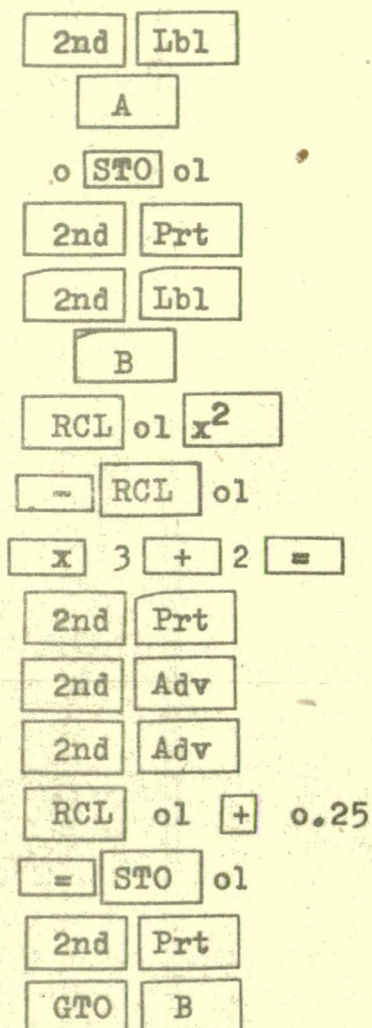 2nd Lbl
A
o STO ol
2nd Prt
2nd Lbl
B
RCL ol x²
- RCL ol
x 3 + 2 =
2nd Prt
2nd Adv
2nd Adv
RCL ol + o.25
= STO ol
2nd Prt
GTO B